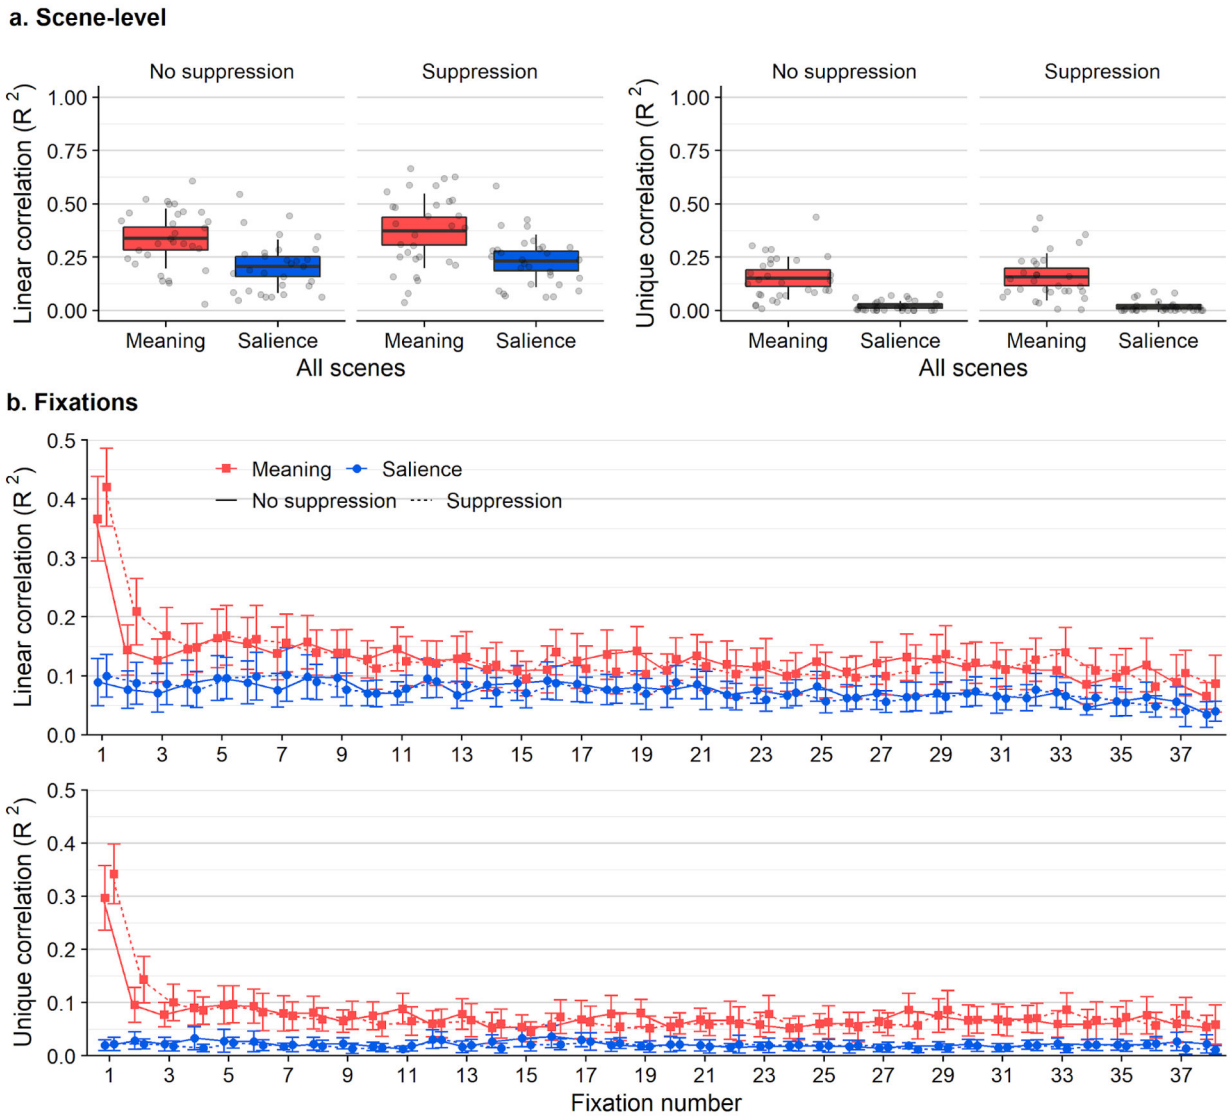 a. Scene-level
No suppression Suppression No suppression Suppression
Linear correlation (R 2)
1.00
0.75
0.50
0.25
0.00
Meaning Salience Meaning Salience
All scenes
Unique correlation (R 2)
1.00
0.75
0.50
0.25
0.00
Meaning Salience Meaning Salience
All scenes
b. Fixations
Linear correlation (R 2)
0.5
0.4
0.3
0.2
0.1
0.0
Meaning Salience
No suppression Suppression
1 3 5 7 9 11 13 15 17 19 21 23 25 27 29 31 33 35 37
Unique correlation (R 2)
0.5
0.4
0.3
0.2
0.1
0.0
1 3 5 7 9 11 13 15 17 19 21 23 25 27 29 31 33 35 37
Fixation number